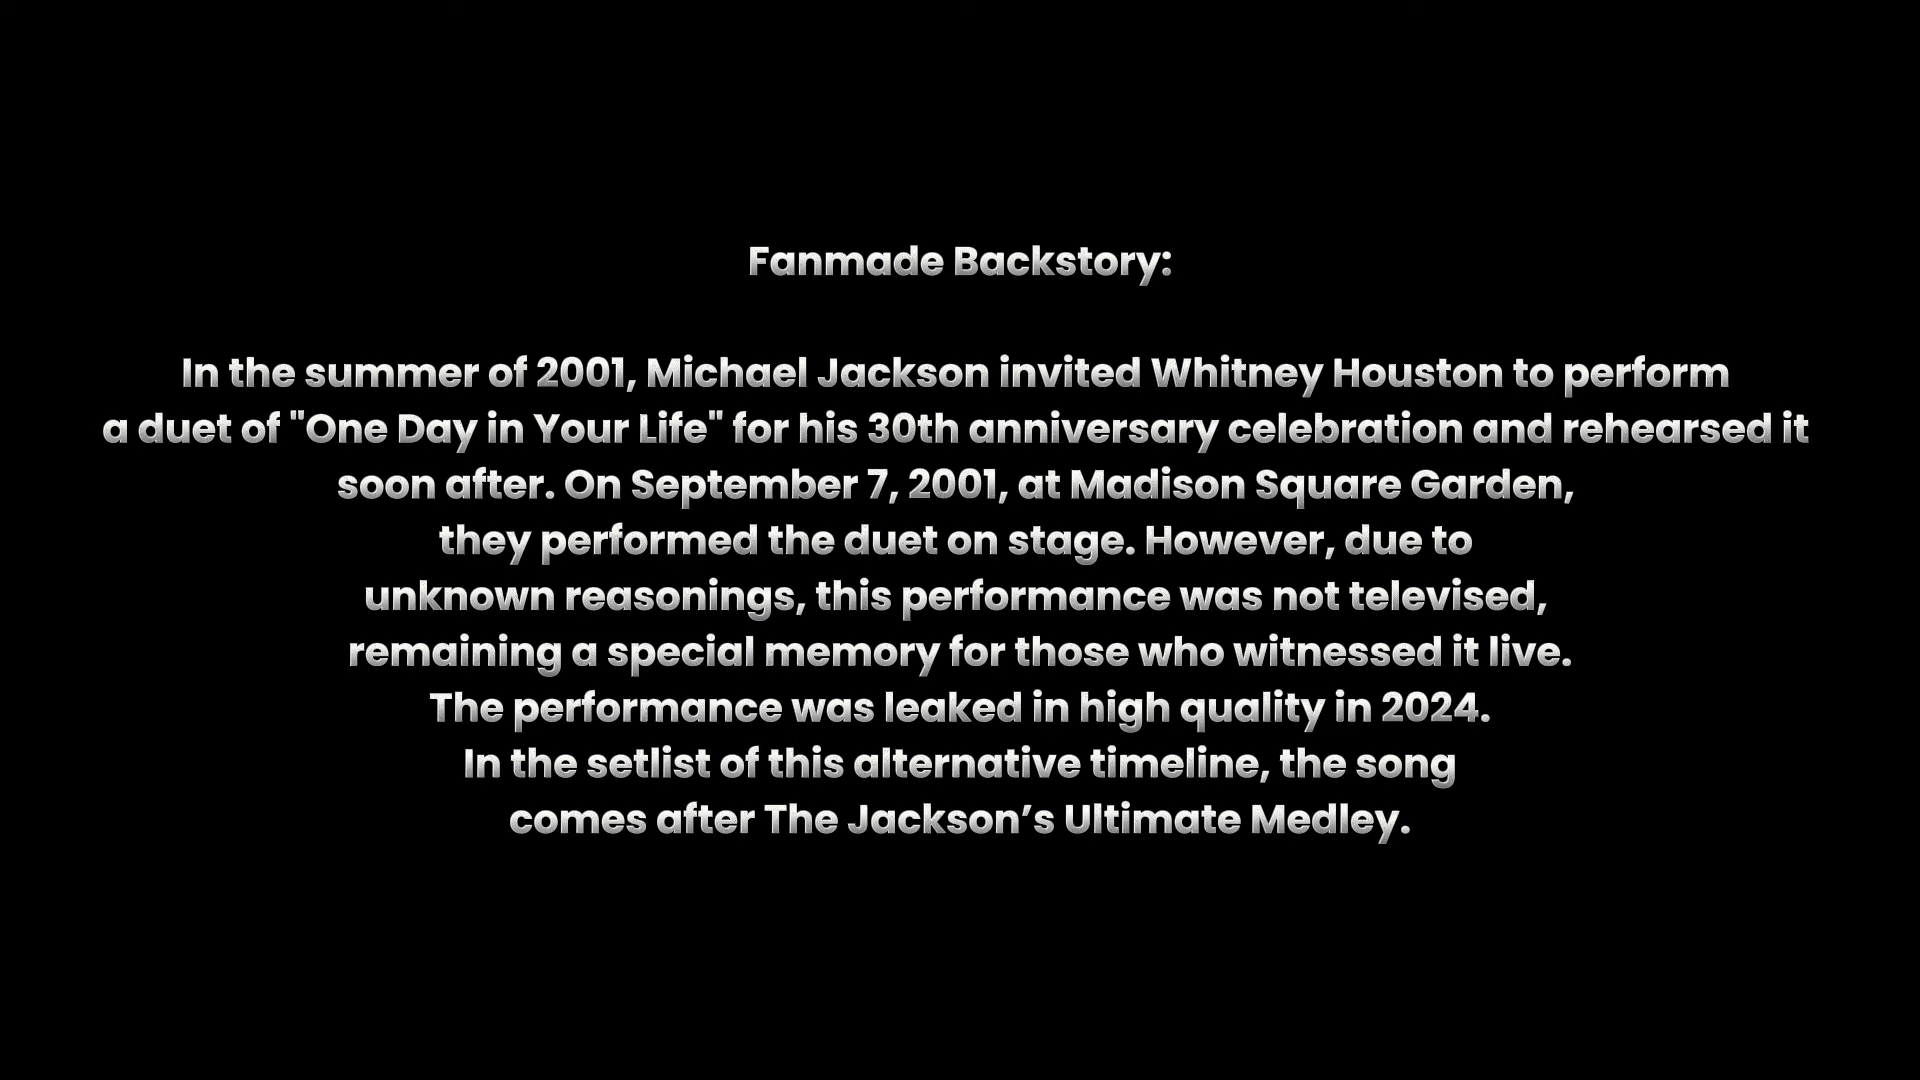 Fanmade Backstory:
In the summer of 2001, Michael Jackson invited Whitney Houston to perform
a duet of "One Day in Your Life" for his 30th anniversary celebration and rehearsed it
soon after. On September 7, 2001, at Madison Square Garden,
they performed the duet on stage. However, due to
unknown reasonings, this performance was not televised,
remaining a special memory for those who witnessed it live.
The performance was leaked in high quality in 2024.
In the setlist of this alternative timeline, the song
comes after The Jackson’s Ultimate Medley.